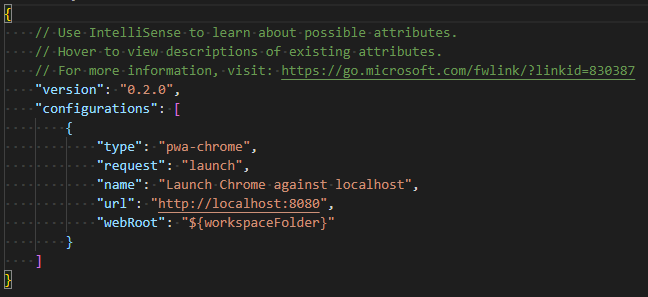 {
    // Use IntelliSense to learn about possible attributes.
    // Hover to view descriptions of existing attributes.
    // For more information, visit: https://go.microsoft.com/fwlink/?linkid=830387
    "version": "0.2.0",
    "configurations": [
        {
            "type": "pwa-chrome",
            "request": "launch",
            "name": "Launch Chrome against localhost",
            "url": "http://localhost:8080",
            "webRoot": "${workspaceFolder}"
        }
    ]
}